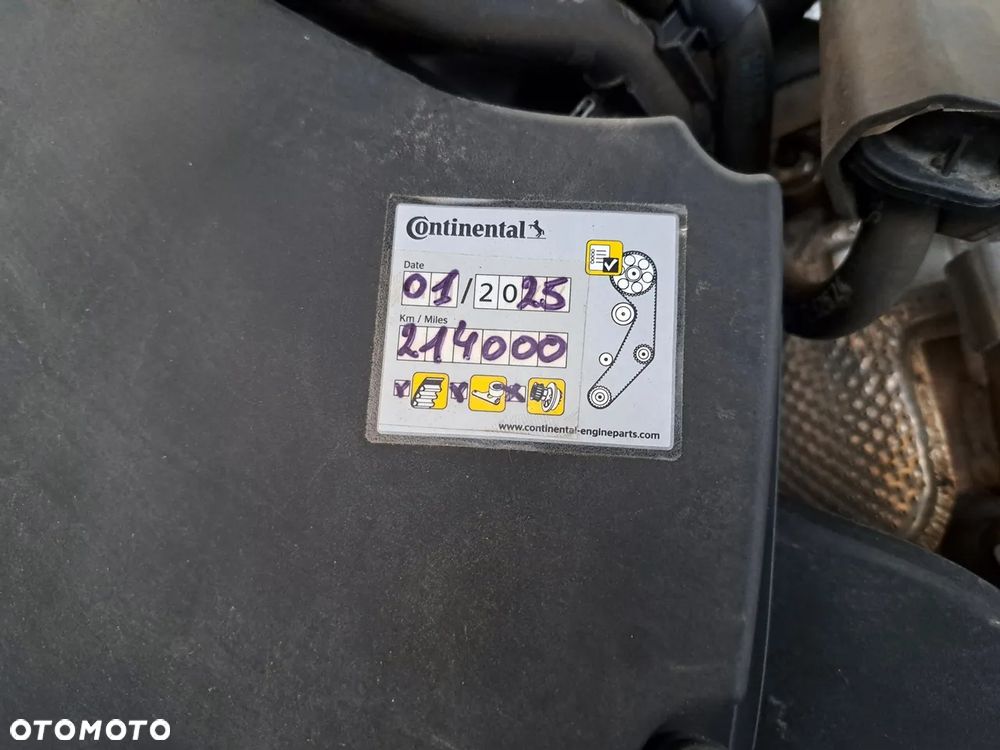 Continental
Date
01/2025
Km / Miles
214000
www.continental-engineparts.com
OTOMOTO